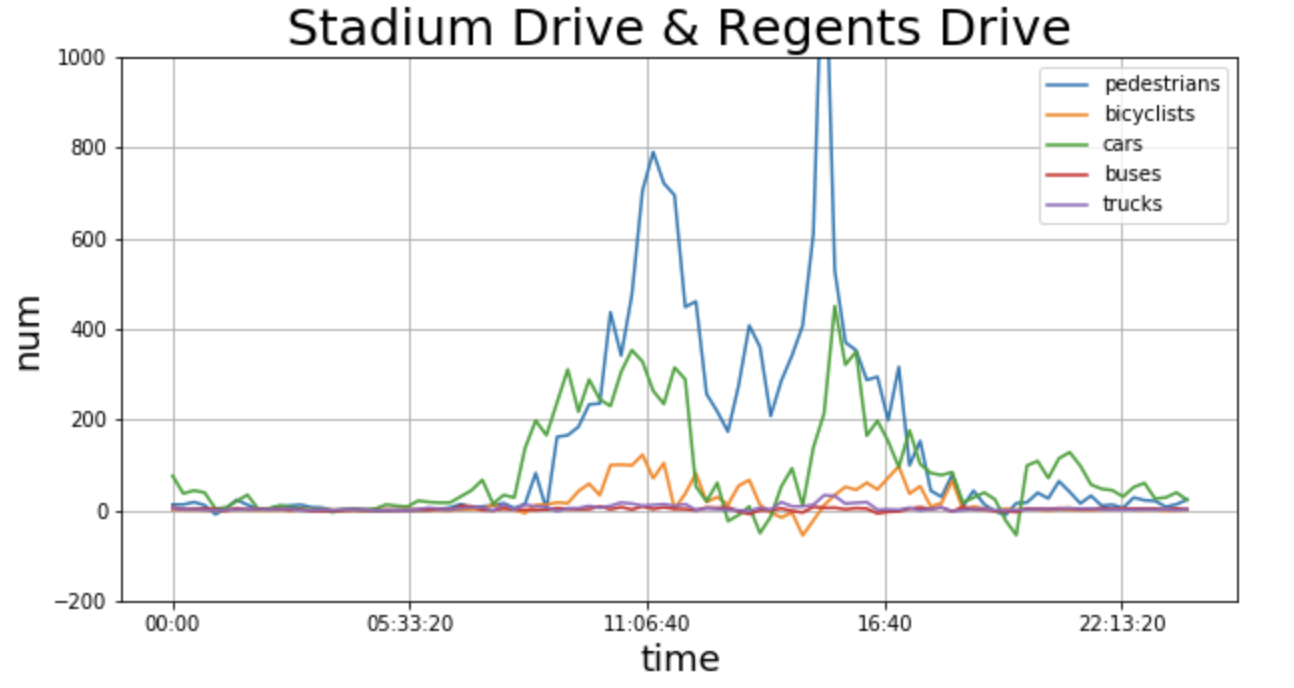 Stadium Drive & Regents Drive
1000
800
600
400
200
0
−200
num
pedestrians
bicyclists
cars
buses
trucks
00:00 05:33:20 11:06:40 16:40 22:13:20
time